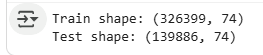 Train shape: (326399, 74)
Test shape: (139886, 74)